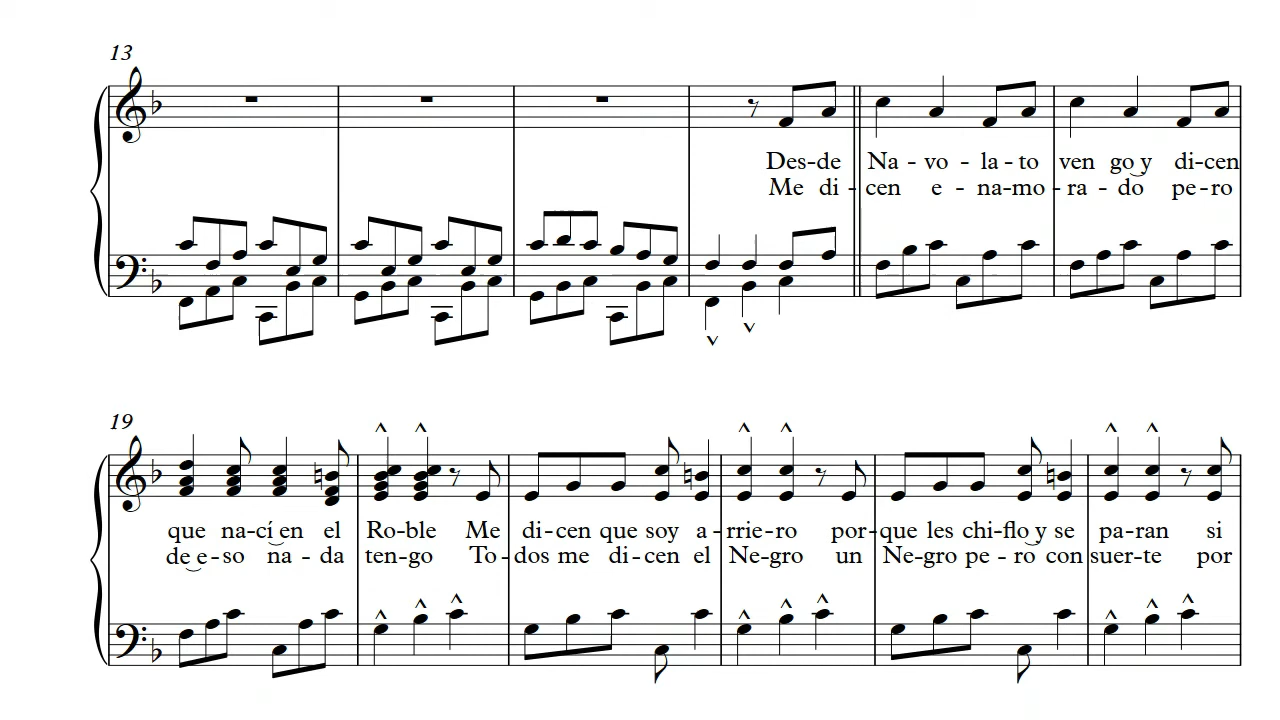 13
Des-de Na-vo-la-to ven go y di-cen
Me di-cen e-na-mo-ra-do pe-ro
19
que na-cí en el Ro-ble Me di-cen que soy a-rrie-ro por-que les chi-flo y se pa-ran si
de e-so na-da ten-go To-dos me di-cen el Ne-gro un Ne-gro pe-ro con suer-te por